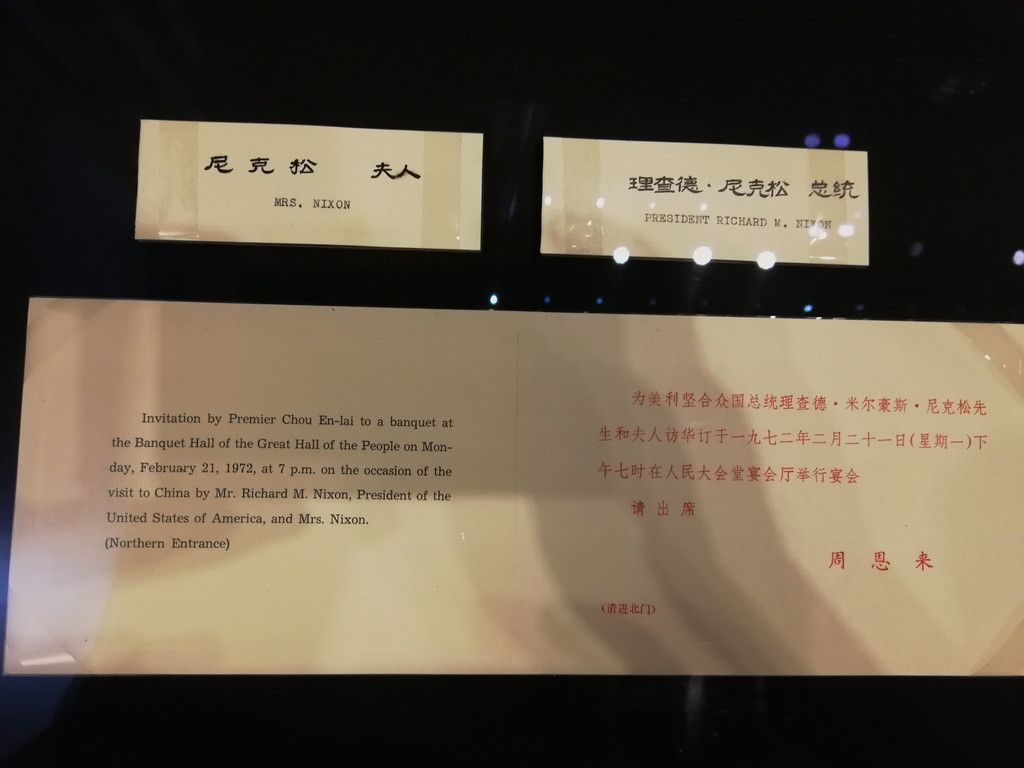 尼克松 夫人
MRS. NIXON
理查德·尼克松 总统
PRESIDENT RICHARD M. NIXON
Invitation by Premier Chou En-lai to a banquet at
the Banquet Hall of the Great Hall of the People on Mon-
day, February 21, 1972, at 7 p.m. on the occasion of the
visit to China by Mr. Richard M. Nixon, President of the
United States of America, and Mrs. Nixon.
(Northern Entrance)
为美利坚合众国总统理查德·米尔豪斯·尼克松先
生和夫人访华订于一九七二年二月二十一日(星期一)下
午七时在人民大会堂宴会厅举行宴会
请出席
周恩来
(请进北门)